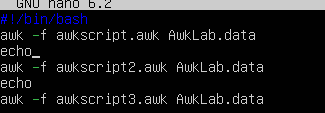 GNU nano 6.2
#!/bin/bash
awk -f awkscript.awk AwkLab.data
echo
awk -f awkscript2.awk AwkLab.data
echo
awk -f awkscript3.awk AwkLab.data